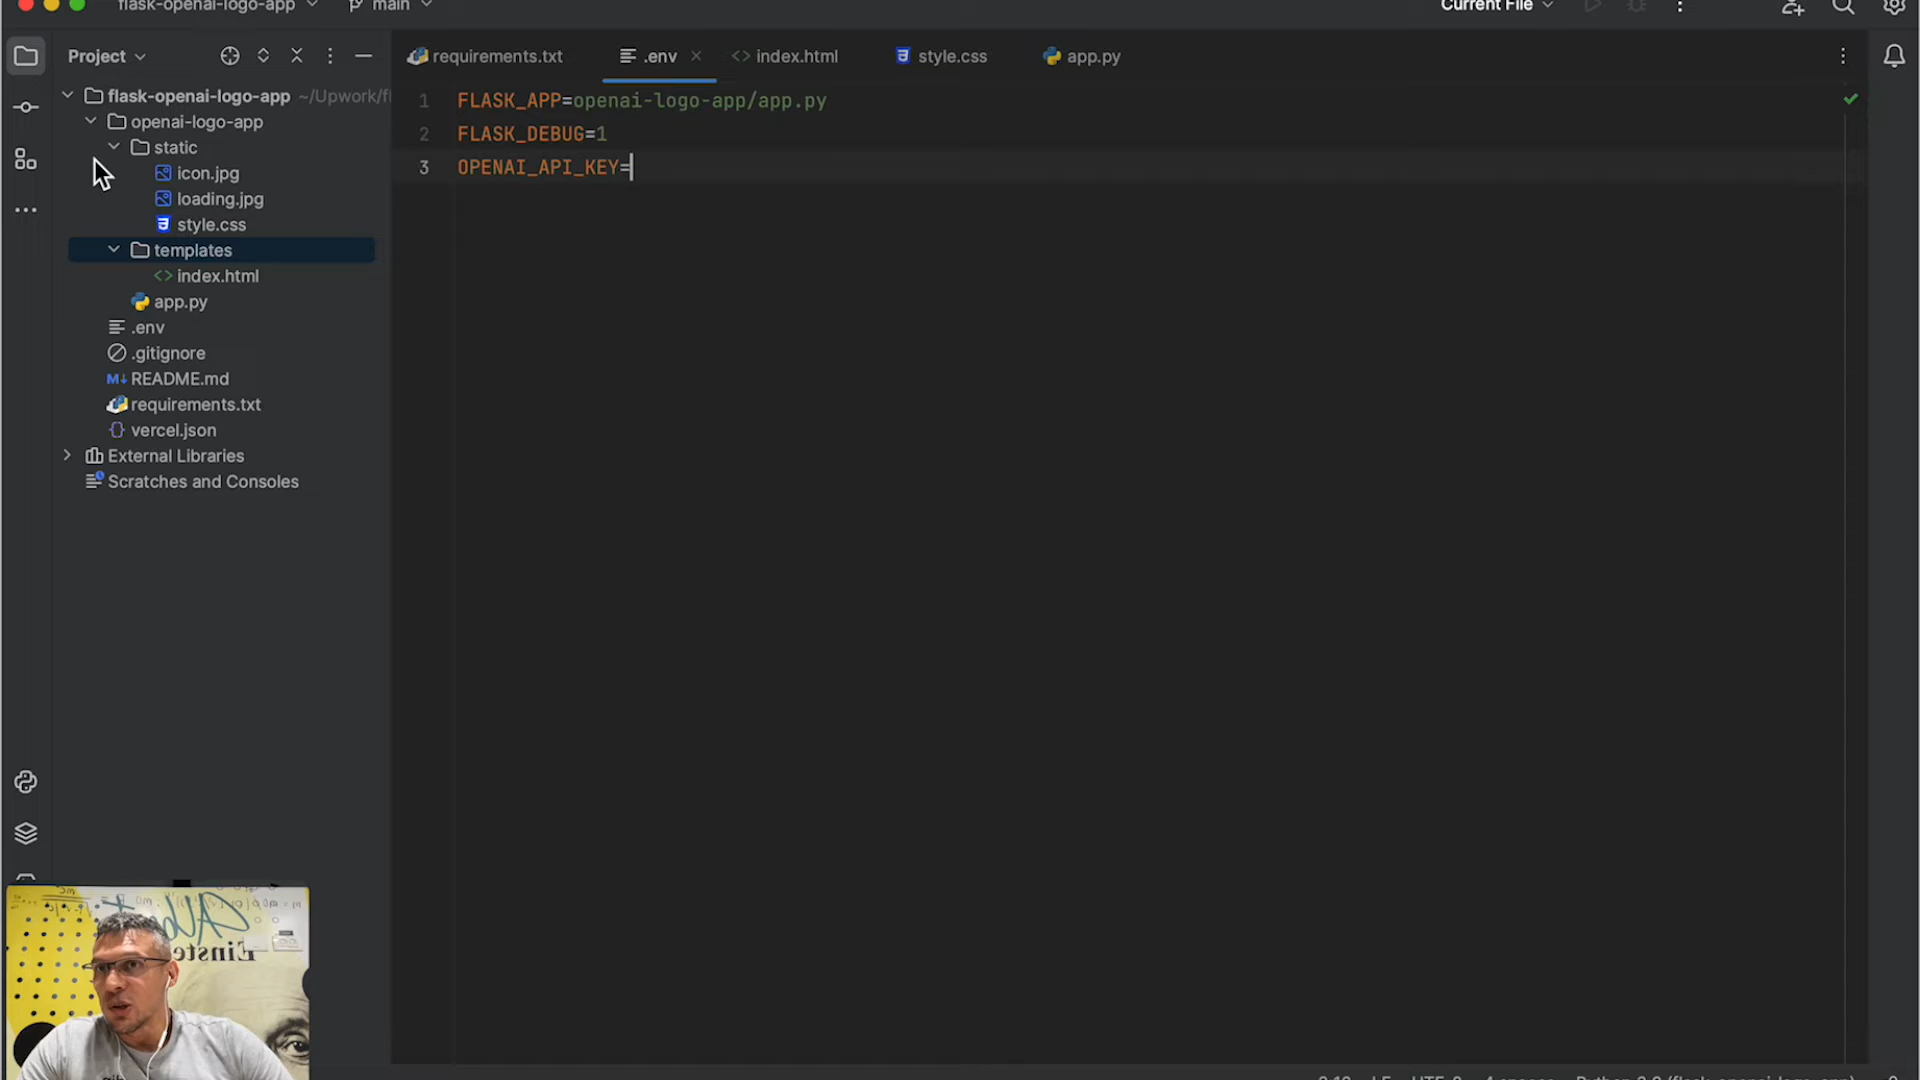 flask-openai-logo-app
main
Current File
Project
requirements.txt
.env
index.html
style.css
app.py
flask-openai-logo-app ~/Upwork/fl
openai-logo-app
static
icon.jpg
loading.jpg
style.css
templates
index.html
app.py
.env
.gitignore
M↓ README.md
requirements.txt
vercel.json
External Libraries
Scratches and Consoles
1 FLASK_APP=openai-logo-app/app.py
2 FLASK_DEBUG=1
3 OPENAI_API_KEY=
Einste